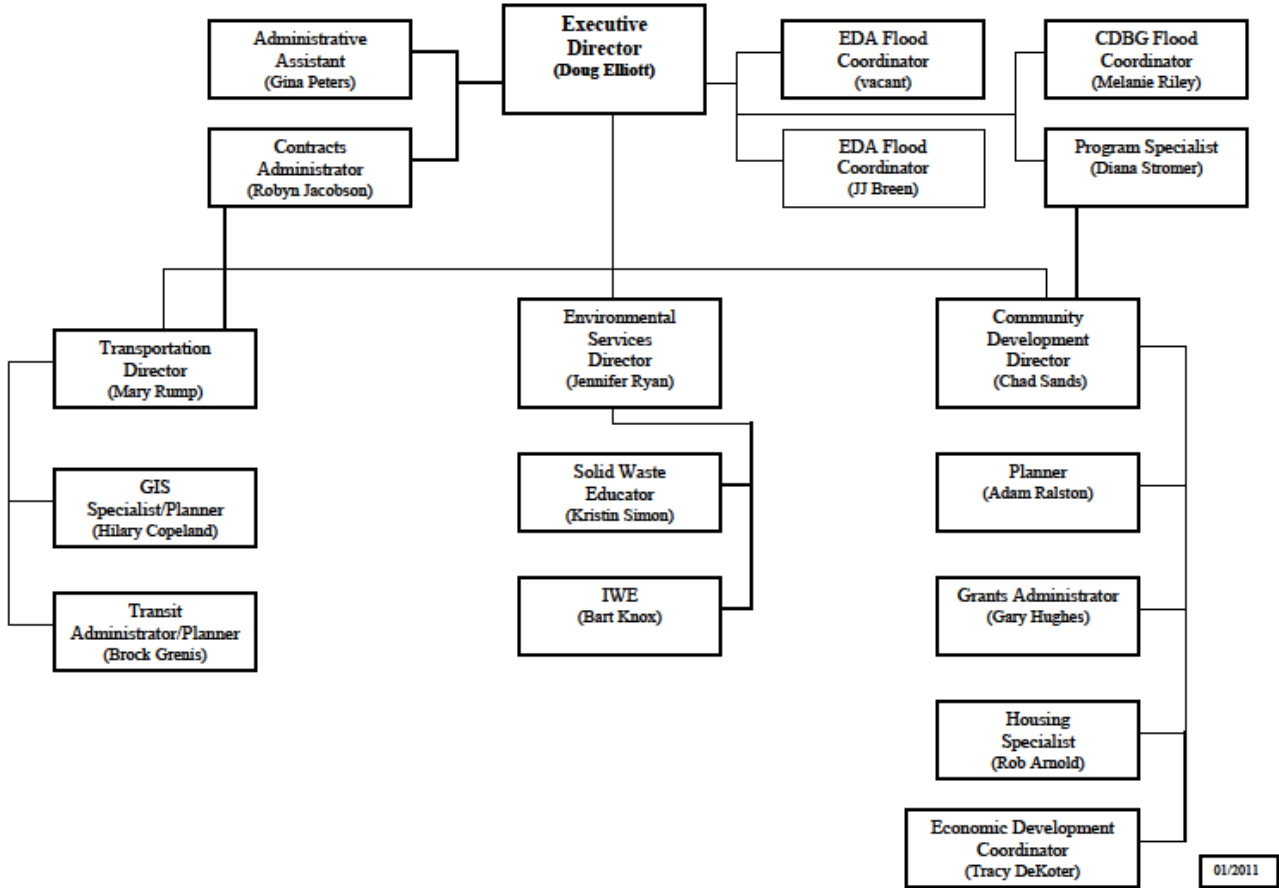 Administrative
Assistant
(Gina Peters)
Executive
Director
(Doug Elliott)
EDA Flood
Coordinator
(vacant)
CDBG Flood
Coordinator
(Melanie Riley)
Contracts
Administrator
(Robyn Jacobson)
EDA Flood
Coordinator
(JJ Breen)
Program Specialist
(Diana Stromer)
Transportation
Director
(Mary Rump)
Environmental
Services
Director
(Jennifer Ryan)
Community
Development
Director
(Chad Sands)
GIS
Specialist/Planner
(Hilary Copeland)
Solid Waste
Educator
(Kristin Simon)
Planner
(Adam Ralston)
Transit
Administrator/Planner
(Brock Grenis)
IWE
(Bart Knox)
Grants Administrator
(Gary Hughes)
Housing
Specialist
(Rob Arnold)
Economic Development
Coordinator
(Tracy DeKoter)
01/2011